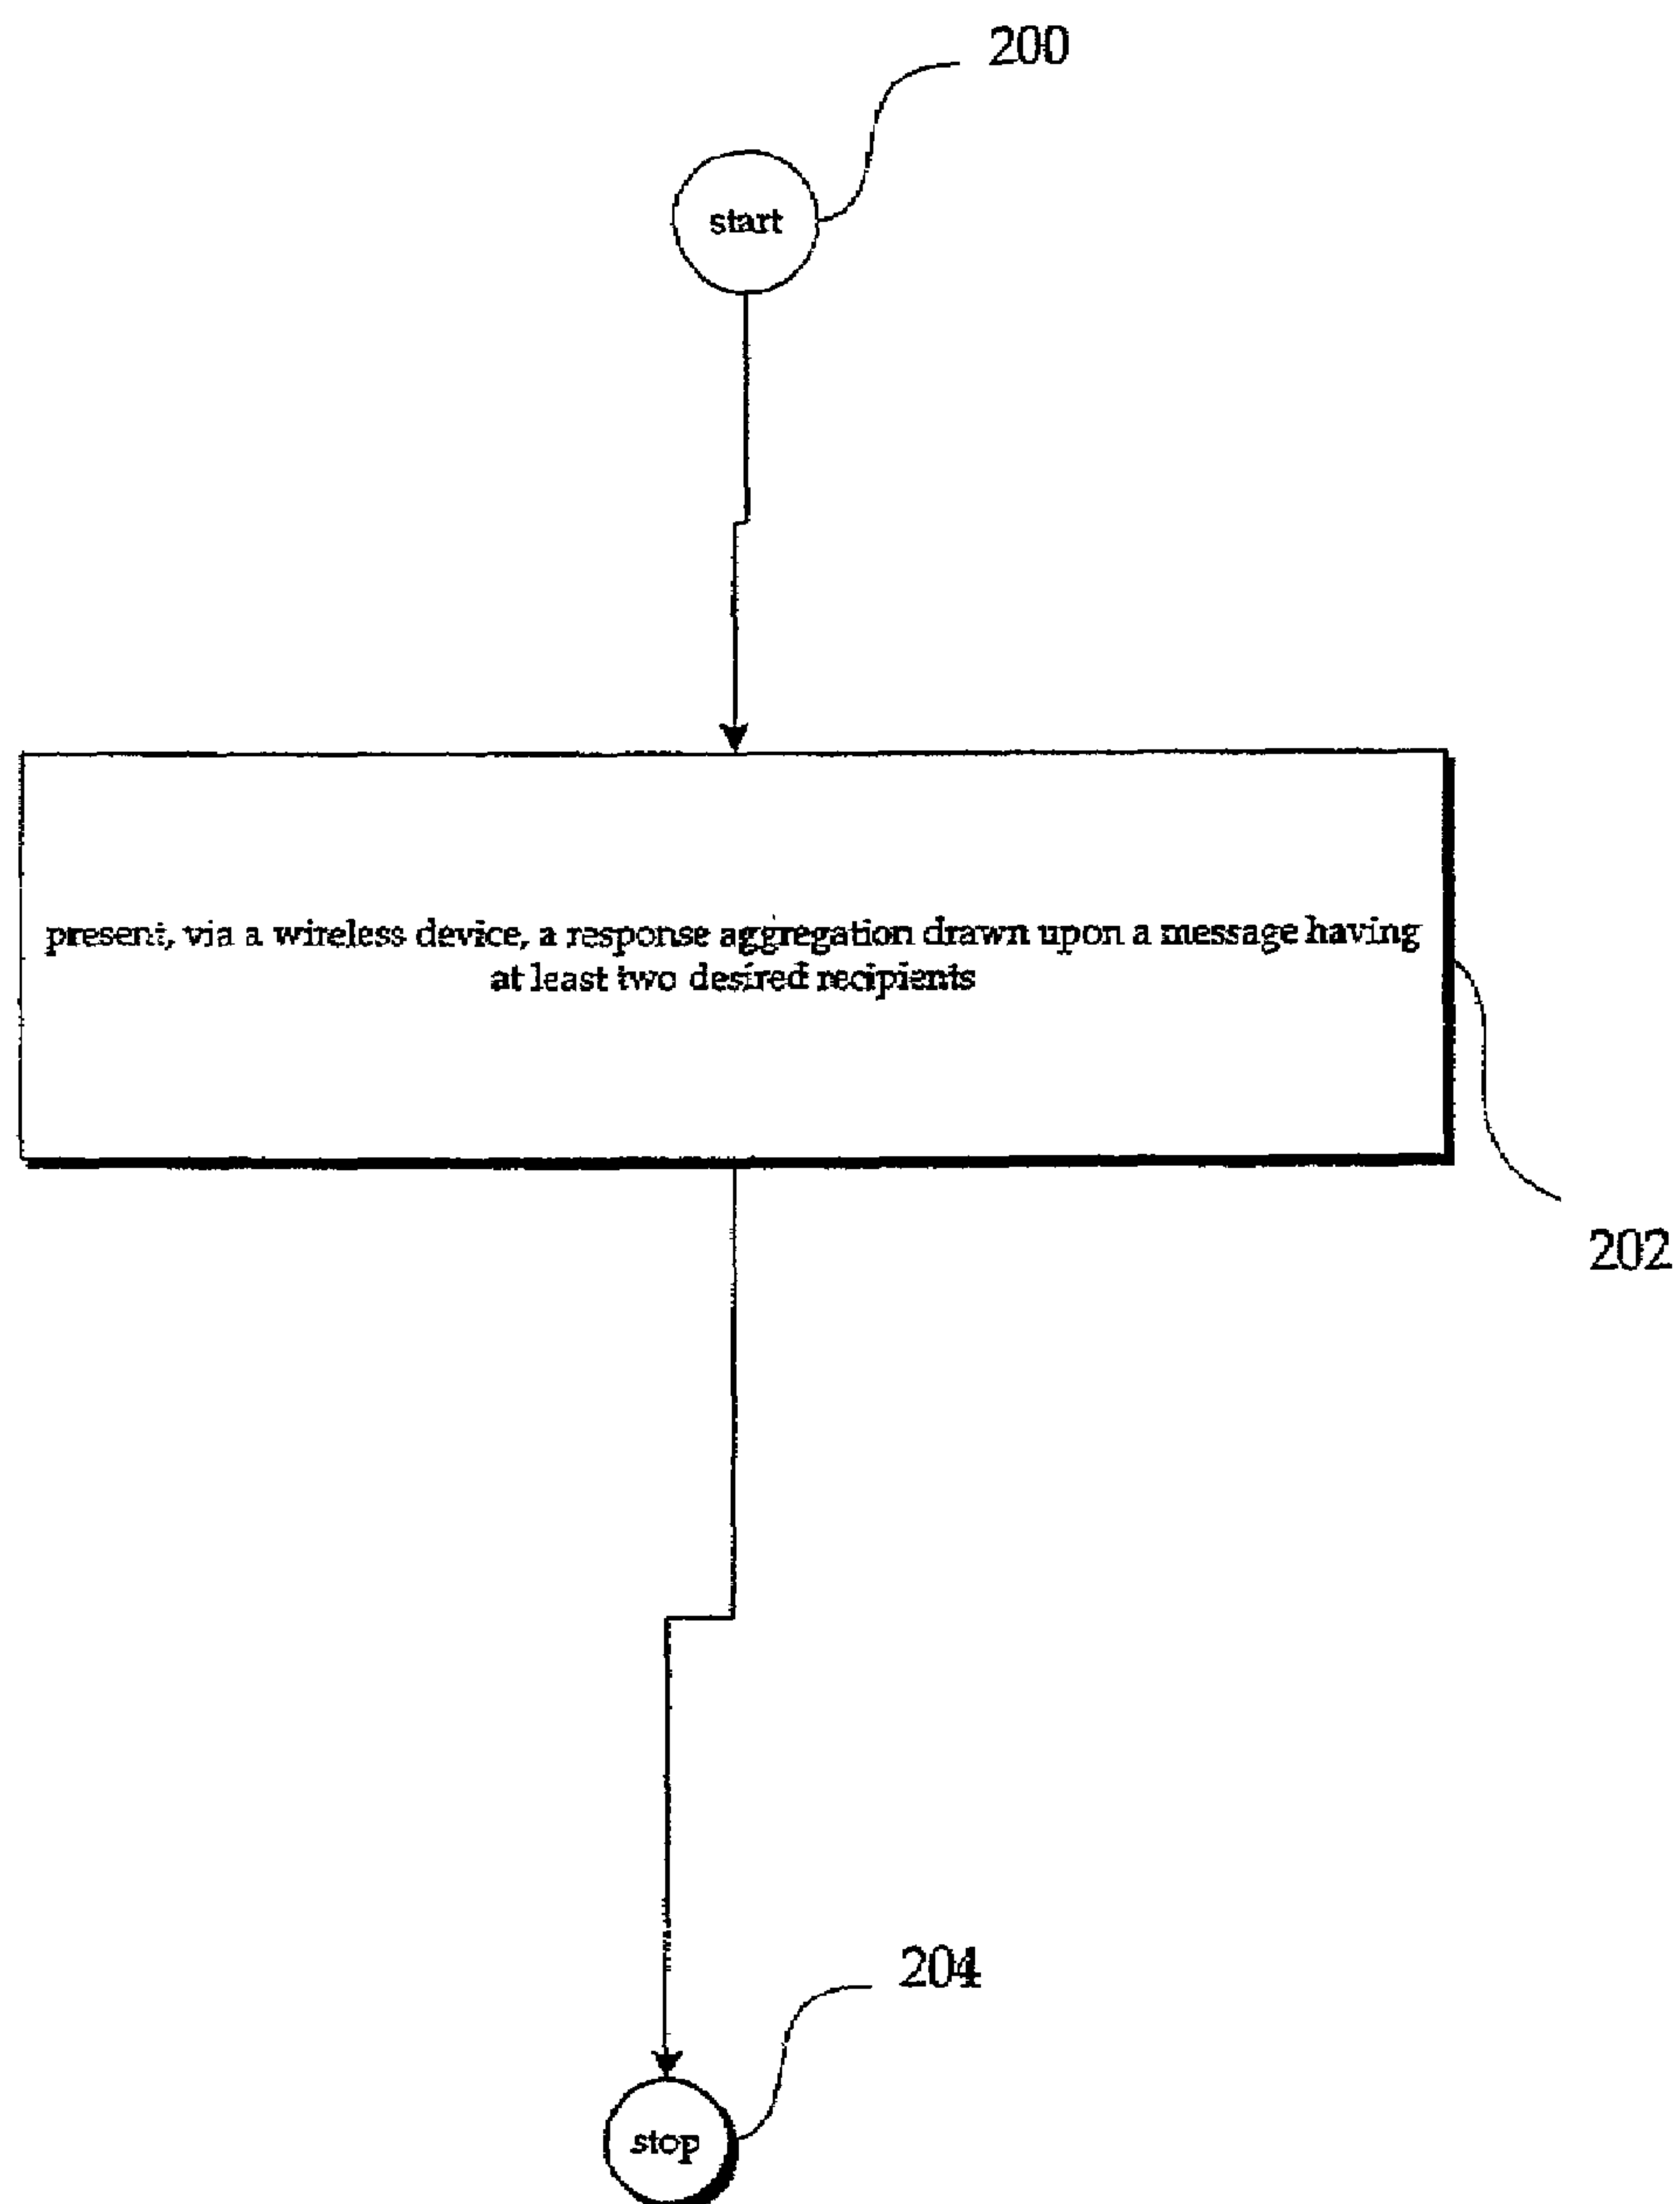 200
start
present, via a wireless device, a response aggregation drawn upon a message having
at least two desired recipients
202
204
stop